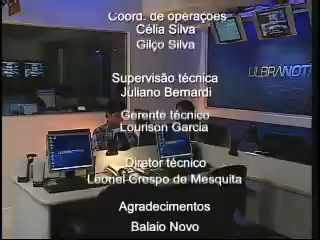 Coord. de operações
Célia Silva
Gilço Silva
Supervisão técnica
Juliano Bernardi
ULBRANOT
Gerente técnico
Lourison Garcia
Diretor técnico
Leonel Crespo de Mesquita
Agradecimentos
Balaio Novo